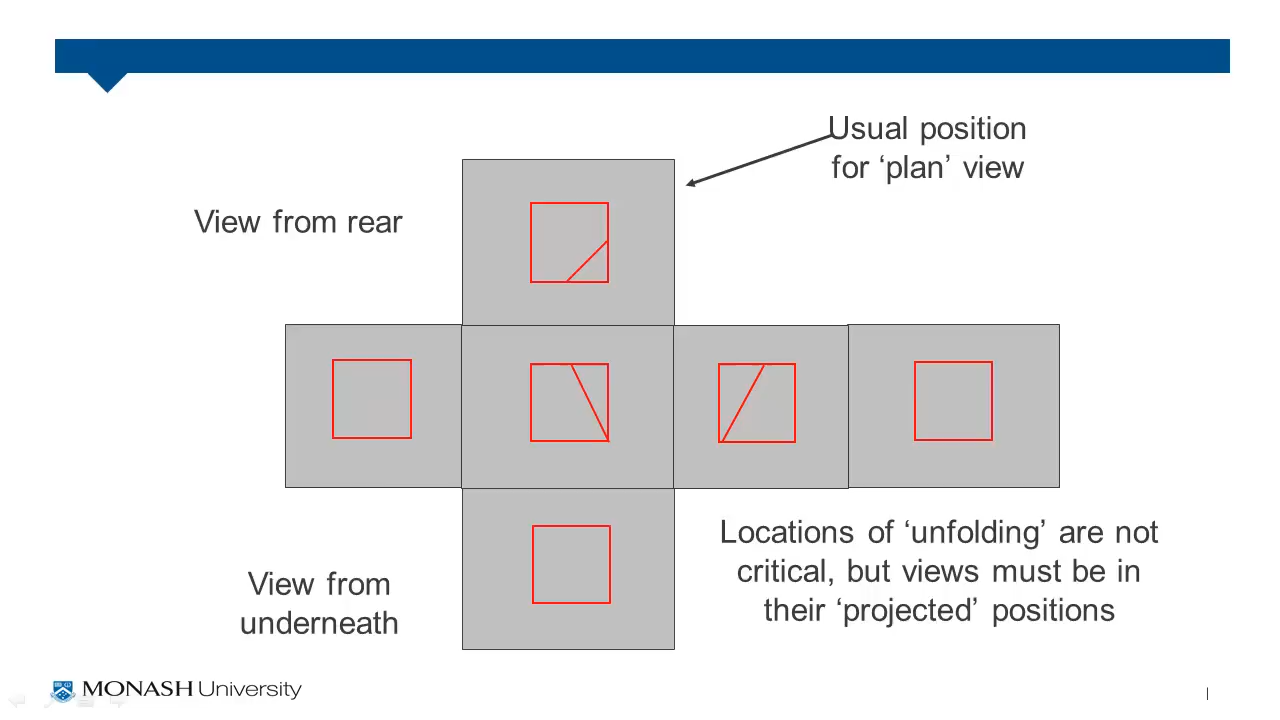 Usual position
for ‘plan’ view
View from rear
Locations of ‘unfolding’ are not
critical, but views must be in
their ‘projected’ positions
View from
underneath
MONASH University